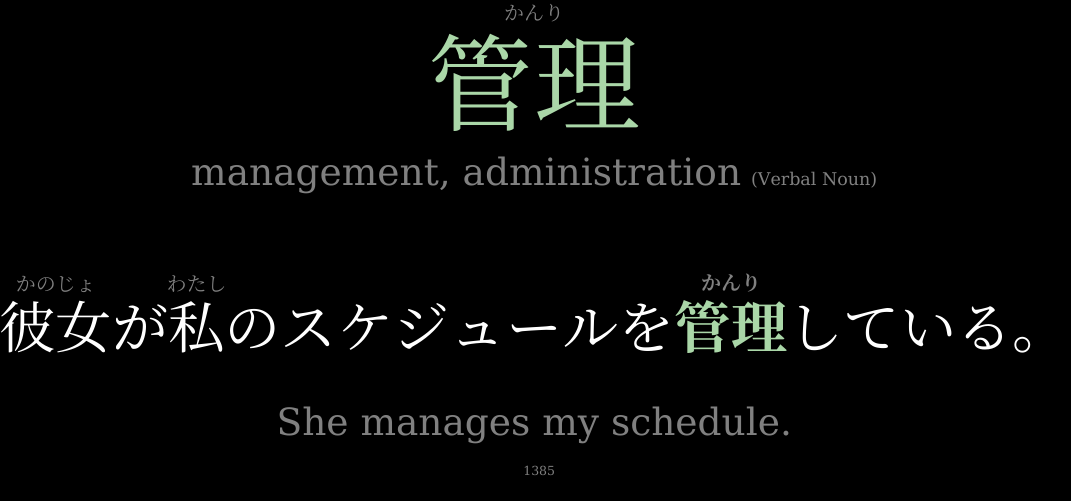 かんり
管理
management, administration (Verbal Noun)
かのじょ わたし かんり
彼女が私のスケジュールを管理している。
She manages my schedule.
1385